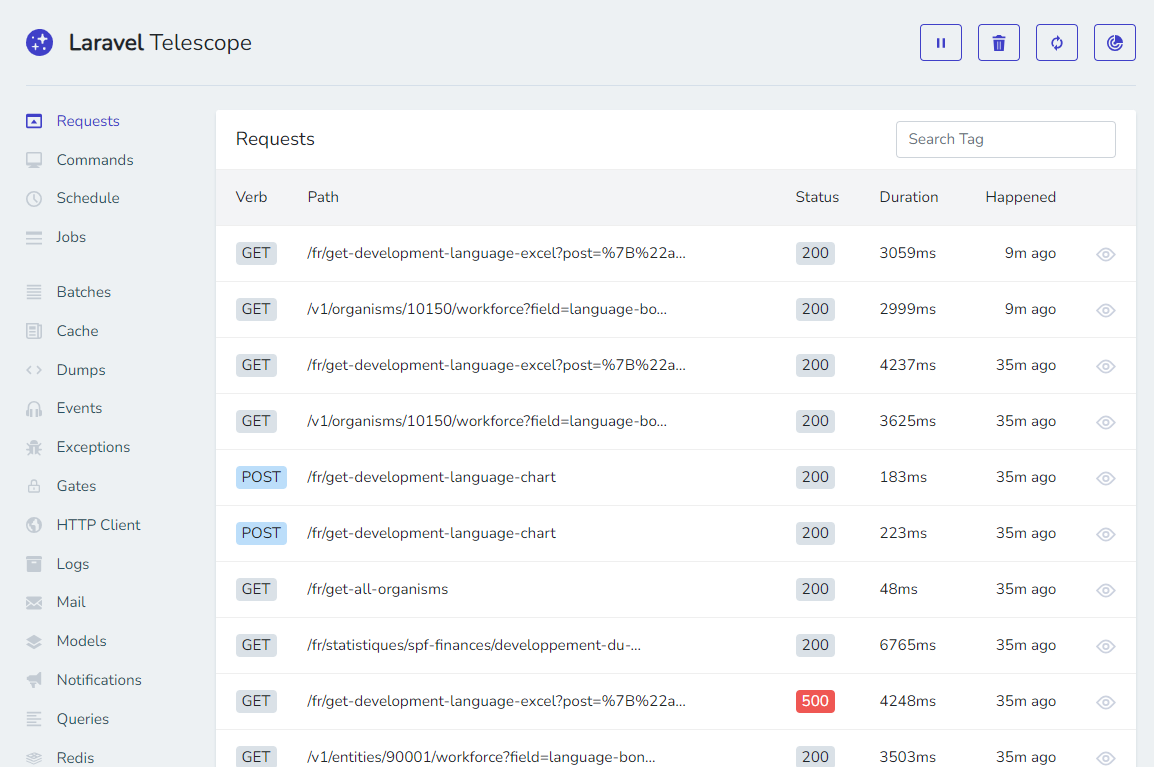 Laravel Telescope
Requests
Commands
Schedule
Jobs
Batches
Cache
Dumps
Events
Exceptions
Gates
HTTP Client
Logs
Mail
Models
Notifications
Queries
Redis
Requests
Search Tag
Verb Path Status Duration Happened
GET /fr/get-development-language-excel?post=%7B%22a... 200 3059ms 9m ago
GET /v1/organisms/10150/workforce?field=language-bo... 200 2999ms 9m ago
GET /fr/get-development-language-excel?post=%7B%22a... 200 4237ms 35m ago
GET /v1/organisms/10150/workforce?field=language-bo... 200 3625ms 35m ago
POST /fr/get-development-language-chart 200 183ms 35m ago
POST /fr/get-development-language-chart 200 223ms 35m ago
GET /fr/get-all-organisms 200 48ms 35m ago
GET /fr/statistiques/spf-finances/developpement-du-... 200 6765ms 35m ago
GET /fr/get-development-language-excel?post=%7B%22a... 500 4248ms 35m ago
GET /v1/entities/90001/workforce?field=language-bon... 200 3503ms 35m ago